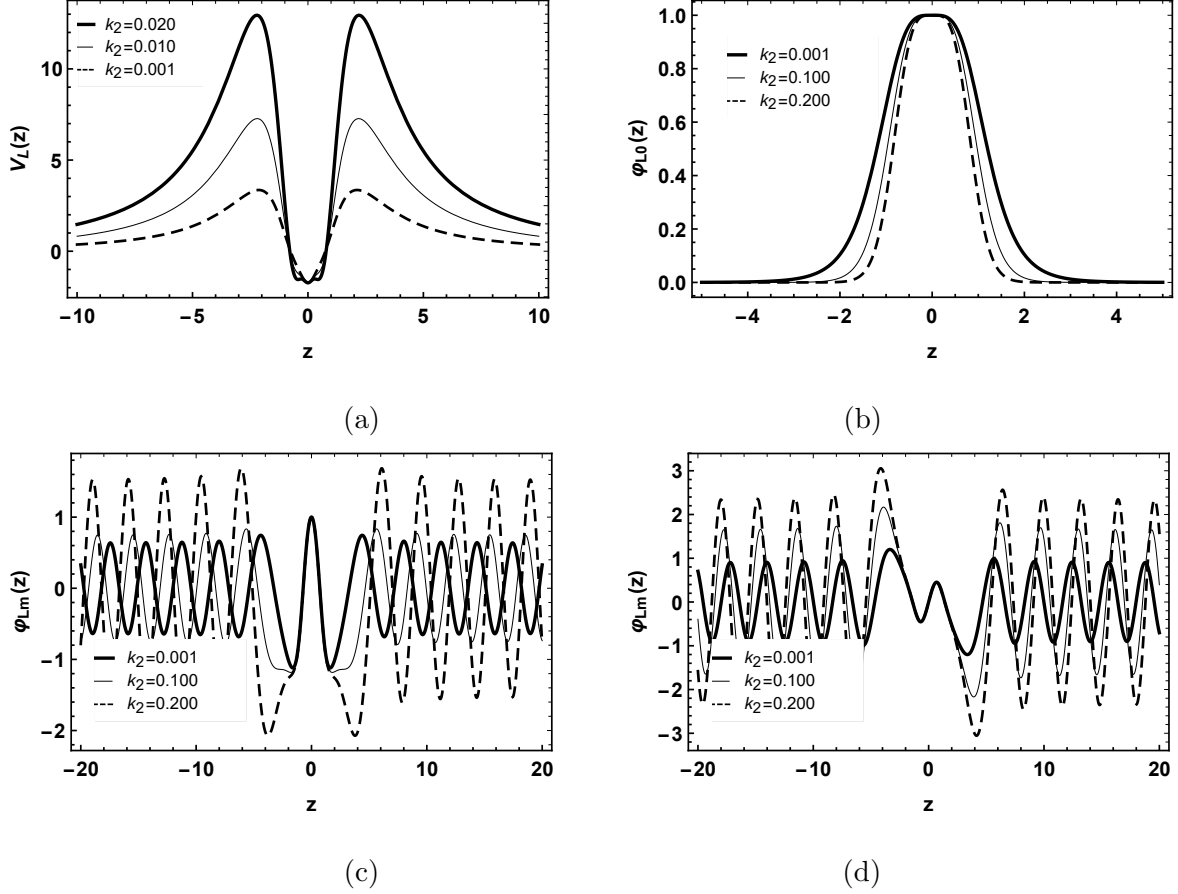 k2=0.020
k2=0.010
k2=0.001
VL(z)
10
5
0
−10 −5 0 5 10
z
(a)
k2=0.001
k2=0.100
k2=0.200
φL0(z)
1.0
0.8
0.6
0.4
0.2
0.0
−4 −2 0 2 4
z
(b)
φLm(z)
1
0
−1
−2
k2=0.001
k2=0.100
k2=0.200
−20 −10 0 10 20
z
(c)
φLm(z)
3
2
1
0
−1
−2
−3
k2=0.001
k2=0.100
k2=0.200
−20 −10 0 10 20
z
(d)